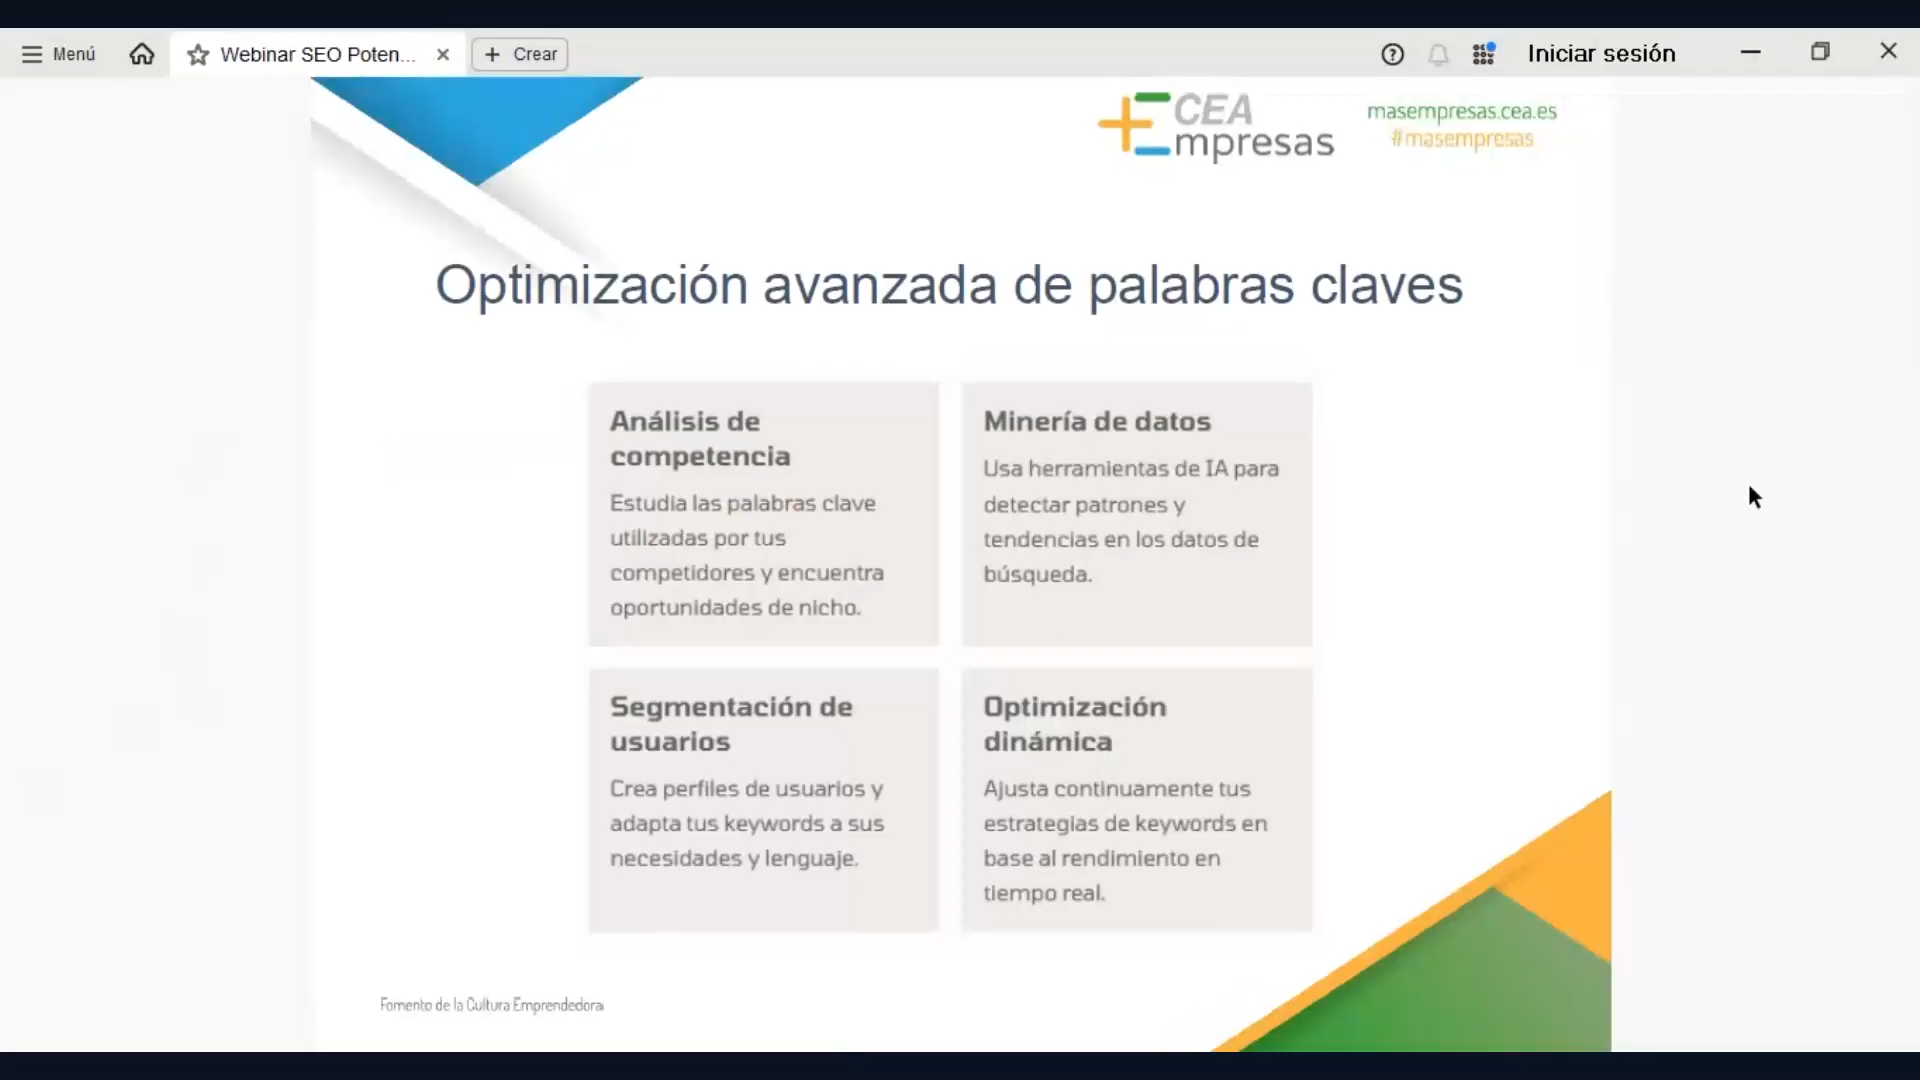 Menú
Webinar SEO Poten...
Crear
Iniciar sesión
CEA
mpresas
masempresas.cea.es
#masempresas
Optimización avanzada de palabras claves
Análisis de
competencia
Estudia las palabras clave
utilizadas por tus
competidores y encuentra
oportunidades de nicho.
Minería de datos
Usa herramientas de IA para
detectar patrones y
tendencias en los datos de
búsqueda.
Segmentación de
usuarios
Crea perfiles de usuarios y
adapta tus keywords a sus
necesidades y lenguaje.
Optimización
dinámica
Ajusta continuamente tus
estrategias de keywords en
base al rendimiento en
tiempo real.
Fomento de la Cultura Emprendedora